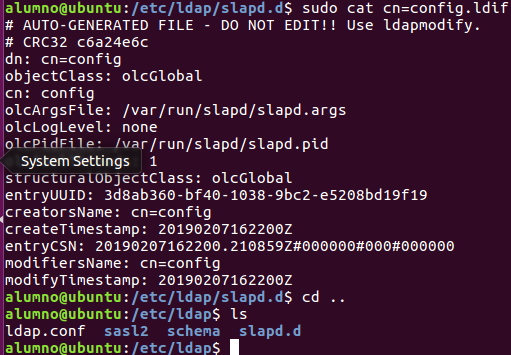 alumno@ubuntu:/etc/ldap/slapd.d$ sudo cat cn=config.ldif
# AUTO-GENERATED FILE - DO NOT EDIT!! Use ldapmodify.
# CRC32 c6a24e6c
dn: cn=config
objectClass: olcGlobal
cn: config
olcArgsFile: /var/run/slapd/slapd.args
olcLogLevel: none
olcPidFile: /var/run/slapd/slapd.pid
System Settings 1
structuralObjectClass: olcGlobal
entryUUID: 3d8ab360-bf40-1038-9bc2-e5208bd19f19
creatorsName: cn=config
createTimestamp: 20190207162200Z
entryCSN: 20190207162200.210859Z#000000#000#000000
modifiersName: cn=config
modifyTimestamp: 20190207162200Z
alumno@ubuntu:/etc/ldap/slapd.d$ cd ..
alumno@ubuntu:/etc/ldap$ ls
ldap.conf sasl2 schema slapd.d
alumno@ubuntu:/etc/ldap$